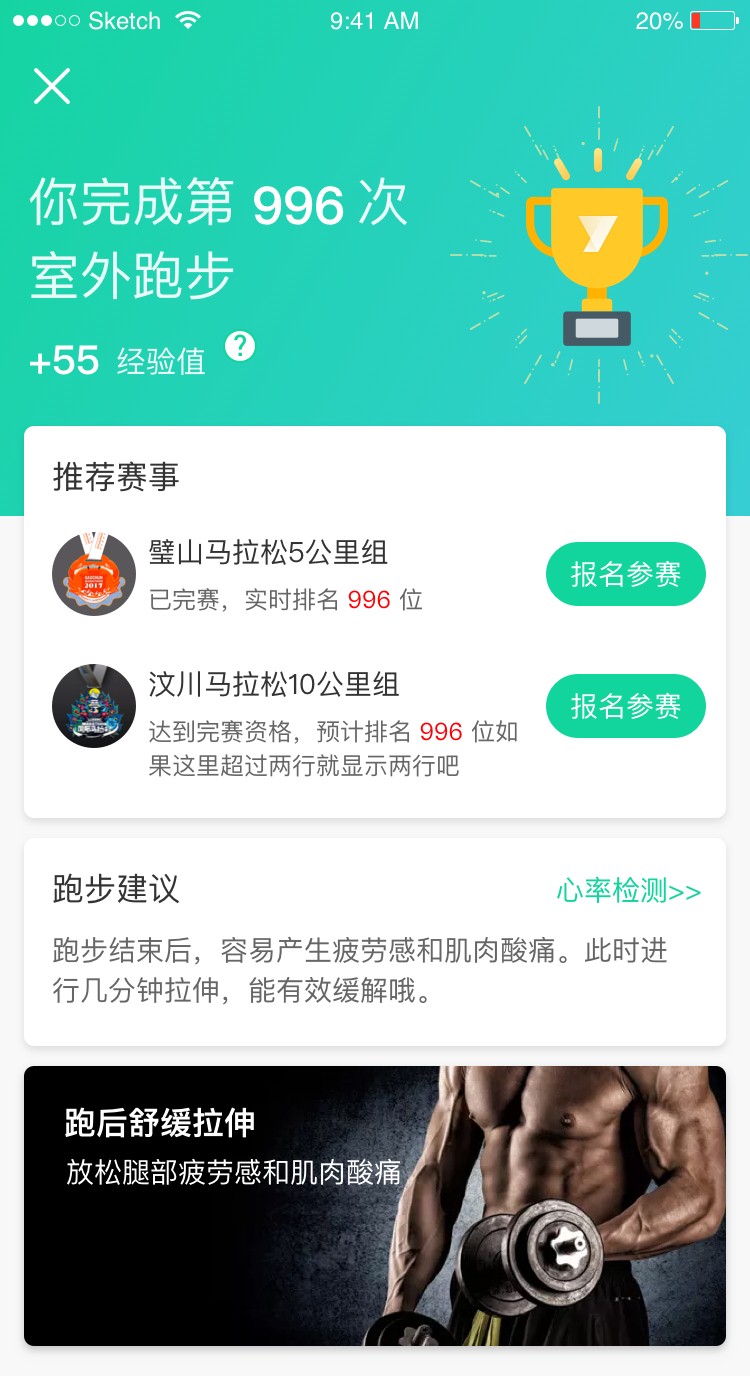 Sketch 9:41 AM 20%
你完成第 996 次
室外跑步
+55 经验值 ?
推荐赛事
璧山马拉松5公里组
已完赛，实时排名 996 位
报名参赛
2017
汶川马拉松10公里组
达到完赛资格，预计排名 996 位如
果这里超过两行就显示两行吧
报名参赛
跑步建议
心率检测>>
跑步结束后，容易产生疲劳感和肌肉酸痛。此时进
行几分钟拉伸，能有效缓解哦。
跑后舒缓拉伸
放松腿部疲劳感和肌肉酸痛